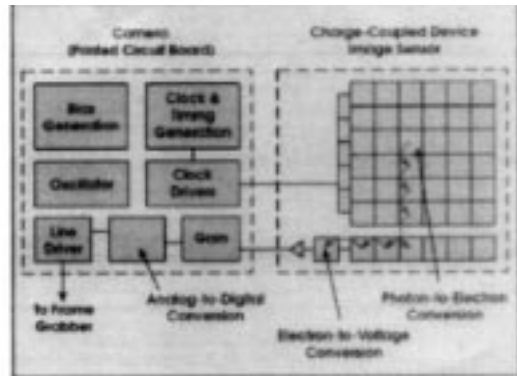 Camera
(Printed Circuit Board)
Charge-Coupled Device
Image Sensor
Bias
Generation
Clock &
Timing
Generation
Oscillator
Clock
Drivers
Line
Driver
Gain
To Frame
Grabber
Analog-to-Digital
Conversion
Electron-to-Voltage
Conversion
Photon-to-Electron
Conversion